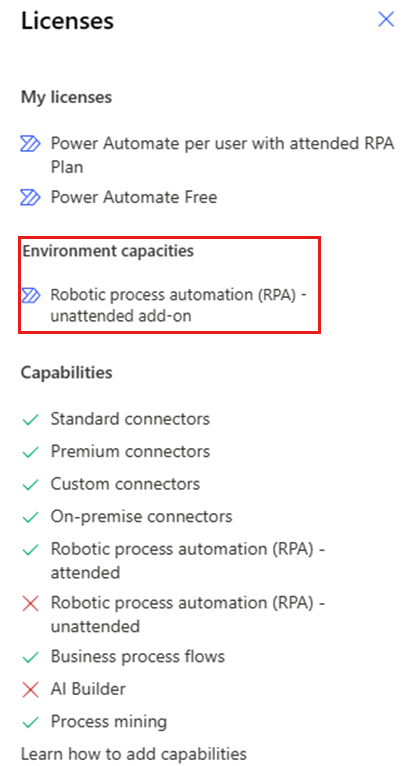 Licenses
My licenses
Power Automate per user with attended RPA
Plan
Power Automate Free
Environment capacities
Robotic process automation (RPA) -
unattended add-on
Capabilities
Standard connectors
Premium connectors
Custom connectors
On-premise connectors
Robotic process automation (RPA) -
attended
Robotic process automation (RPA) -
unattended
Business process flows
AI Builder
Process mining
Learn how to add capabilities